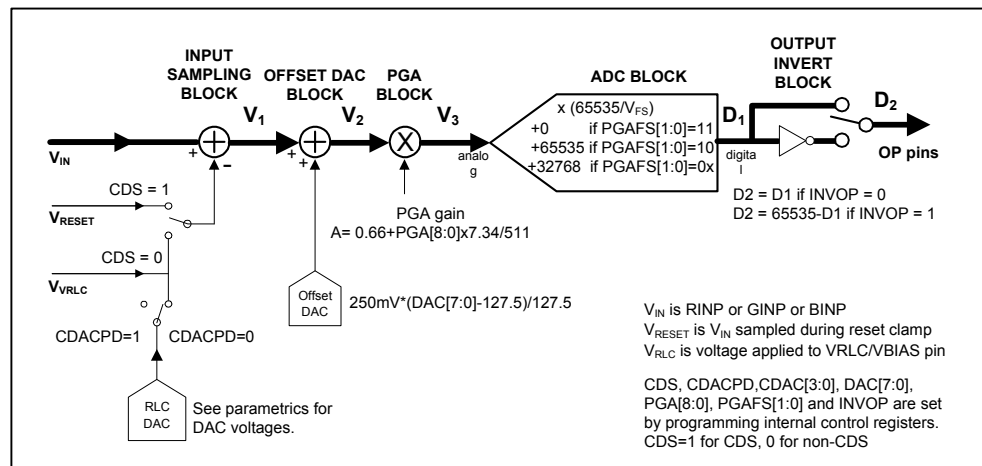 INPUT
SAMPLING
BLOCK
OFFSET DAC
BLOCK
PGA
BLOCK
ADC BLOCK
OUTPUT
INVERT
BLOCK
x (65535/VFS)
+0 if PGAFS[1:0]=11
+65535 if PGAFS[1:0]=10
+32768 if PGAFS[1:0]=0x
V1
V2
V3
D1
D2
VIN
+
-
+
+
X
analo
g
digita
l
OP pins
CDS = 1
VRESET
CDS = 0
VVRLC
PGA gain
A= 0.66+PGA[8:0]x7.34/511
D2 = D1 if INVOP = 0
D2 = 65535-D1 if INVOP = 1
Offset
DAC
250mV*(DAC[7:0]-127.5)/127.5
CDACPD=1
CDACPD=0
RLC
DAC
See parametrics for
DAC voltages.
VIN is RINP or GINP or BINP
VRESET is VIN sampled during reset clamp
VRLC is voltage applied to VRLC/VBIAS pin
CDS, CDACPD,CDAC[3:0], DAC[7:0],
PGA[8:0], PGAFS[1:0] and INVOP are set
by programming internal control registers.
CDS=1 for CDS, 0 for non-CDS